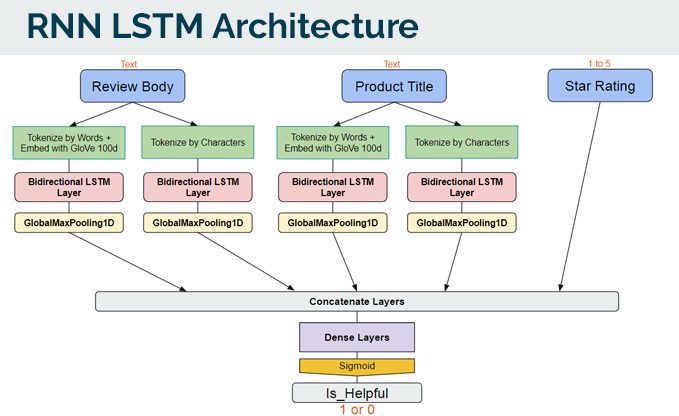 RNN LSTM Architecture
Text
Text
1 to 5
Review Body
Product Title
Star Rating
Tokenize by Words +
Embed with GloVe 100d
Tokenize by Characters
Tokenize by Words +
Embed with GloVe 100d
Tokenize by Characters
Bidirectional LSTM
Layer
Bidirectional LSTM
Layer
Bidirectional LSTM
Layer
Bidirectional LSTM
Layer
GlobalMaxPooling1D
GlobalMaxPooling1D
GlobalMaxPooling1D
GlobalMaxPooling1D
Concatenate Layers
Dense Layers
Sigmoid
Is_Helpful
1 or 0